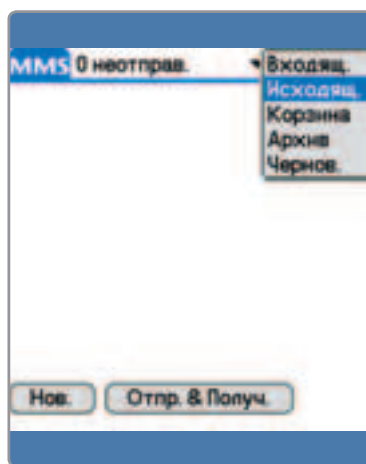 MMS 0 неотправ. Входящ.
Исходящ.
Корзина
Архив
Чернов.
Нов. Отпр. & Получ.